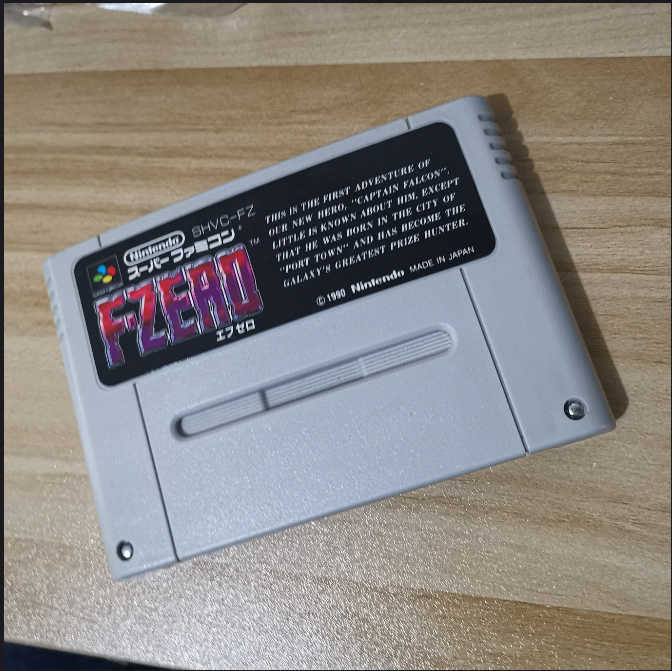 Nintendo
SHVC-FZ
スーパーファミコン®
F-ZERO™
エフゼロ
THIS IS THE FIRST ADVENTURE OF
OUR NEW HERO, "CAPTAIN FALCON".
LITTLE IS KNOWN ABOUT HIM, EXCEPT
THAT HE WAS BORN IN THE CITY OF
"PORT TOWN" AND HAS BECOME THE
GALAXY'S GREATEST PRIZE HUNTER.
©1990 Nintendo MADE IN JAPAN